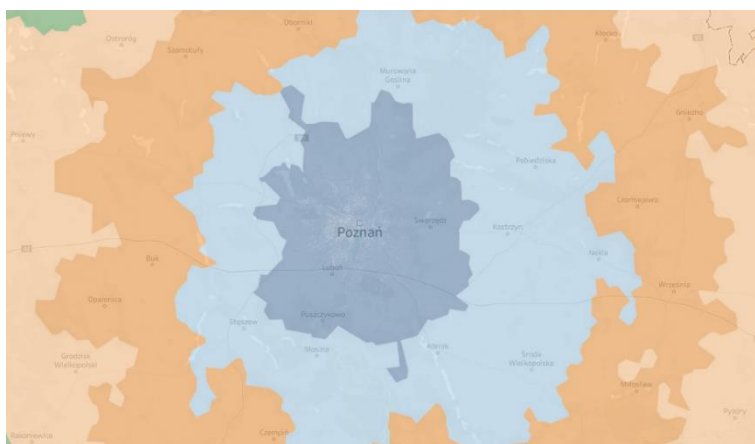 Oborniki
Ostroróg
Szamotuły
Kłecko
Murowana
Goślina
Gniezno
Pniewy
Pobiedziska
Czerniejewo
Swarzędz
Kostrzyn
Poznań
Nekla
Buk
Luboń
Września
Opalenica
Puszczykowo
Stęszew
Mosina
Kórnik
Grodzisk
Wielkopolski
Środa
Wielkopolska
Miłosław
Pyzdry
Czempiń
Rakoniewice